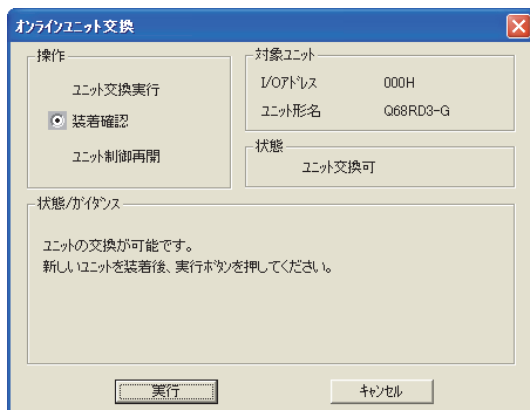 オンラインユニット交換
操作
ユニット交換実行
装着確認
ユニット制御再開
対象ユニット
I/Oアドレス 000H
ユニット形名 Q68RD3-G
状態
ユニット交換可
状態/ガイダンス
ユニットの交換が可能です。
新しいユニットを装着後、実行ボタンを押してください。
実行
キャンセル